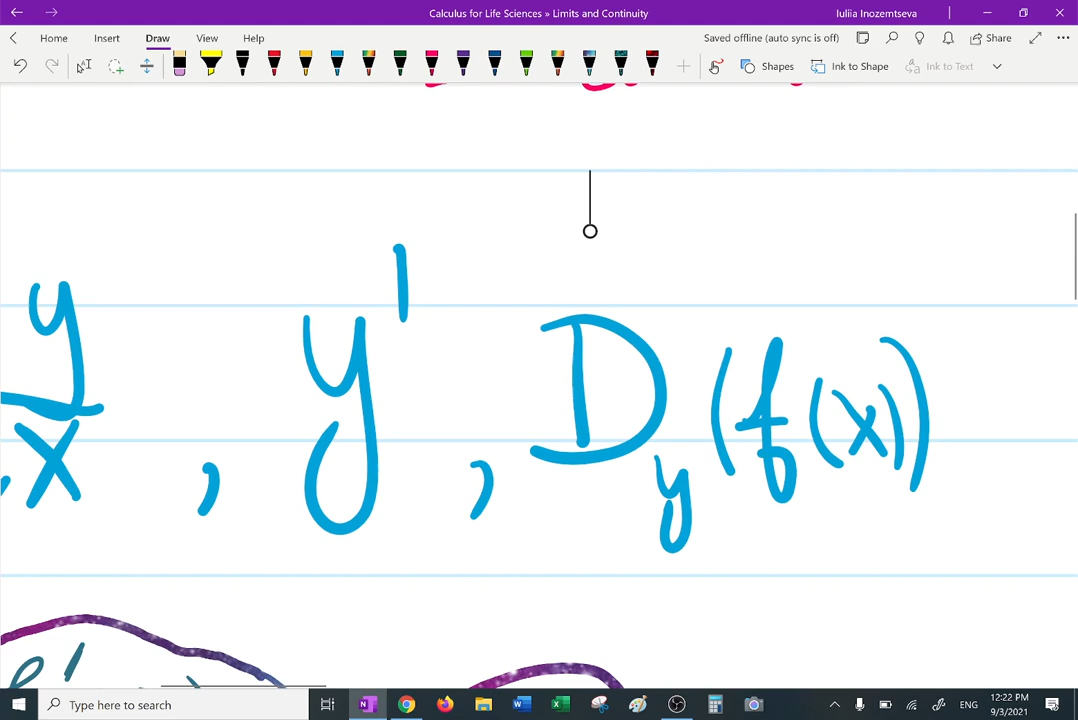 Calculus for Life Sciences » Limits and Continuity
Iuliia Inozemtseva
Home Insert Draw View Help
Saved offline (auto sync is off)
Share
Shapes
Ink to Shape
Ink to Text
y
x , y' , D_y (f(x))
Type here to search
ENG
12:22 PM
9/3/2021